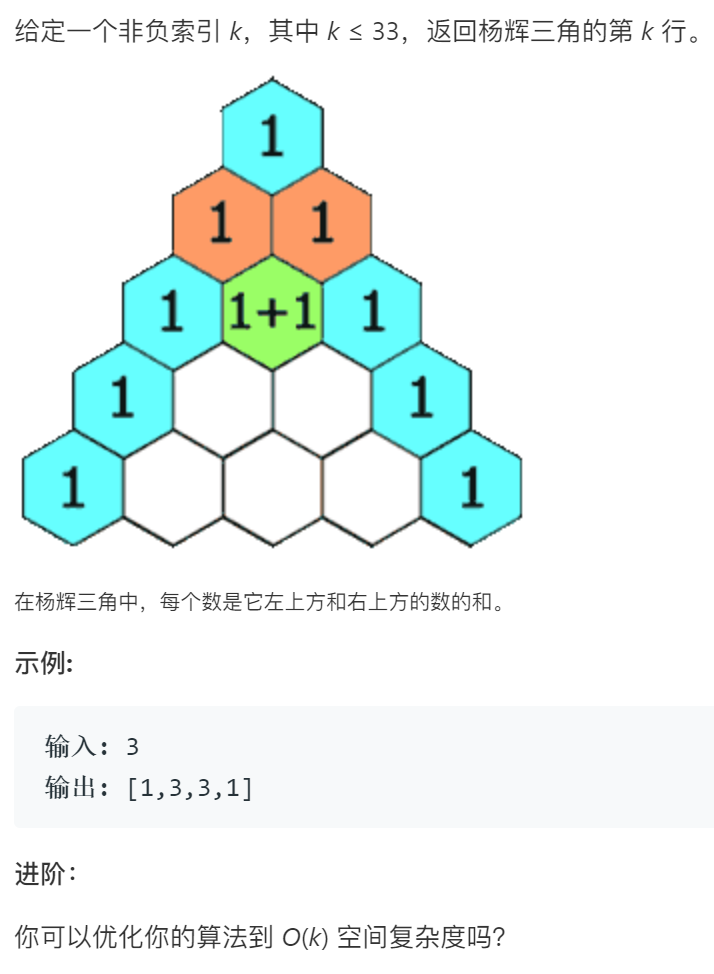 给定一个非负索引 k，其中 k ≤ 33，返回杨辉三角的第 k 行。
1
1 1
1 1+1 1
1 1
1 1
在杨辉三角中，每个数是它左上方和右上方的数的和。
示例:
输入: 3
输出: [1,3,3,1]
进阶：
你可以优化你的算法到 O(k) 空间复杂度吗？